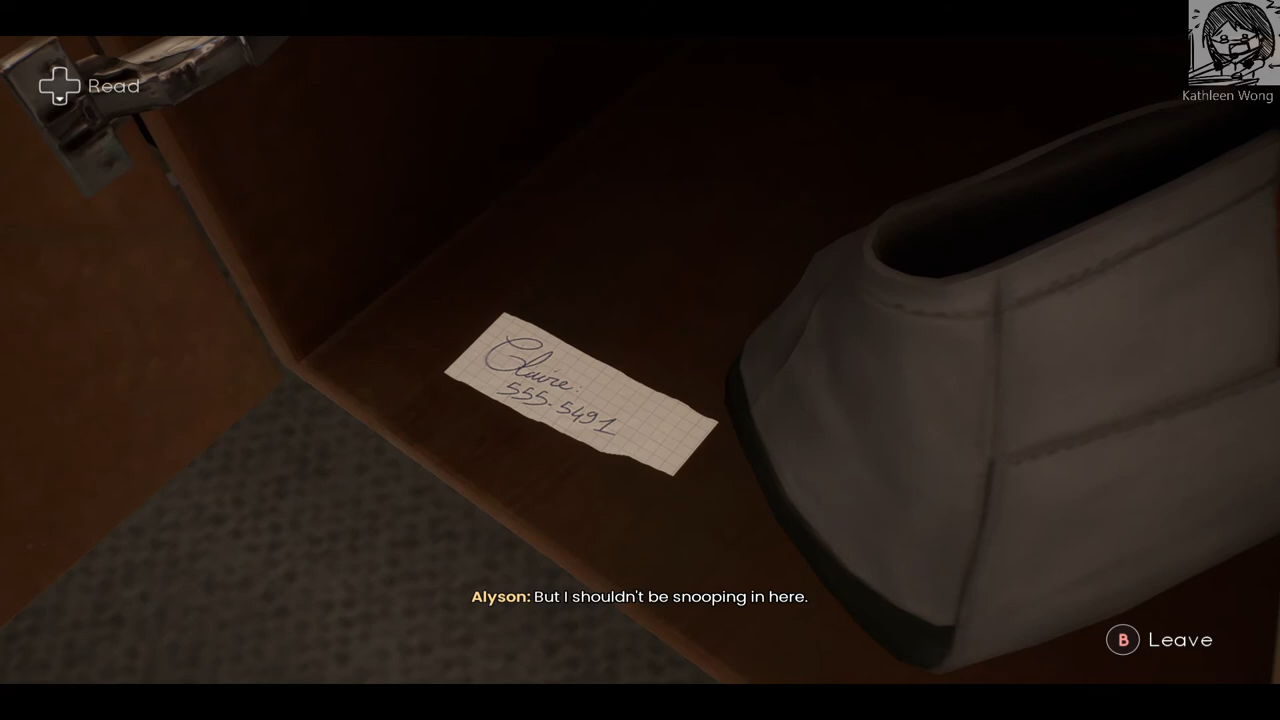 Read
Kathleen Wong
Claire:
555-5491
Alyson: But I shouldn't be snooping in here.
B Leave